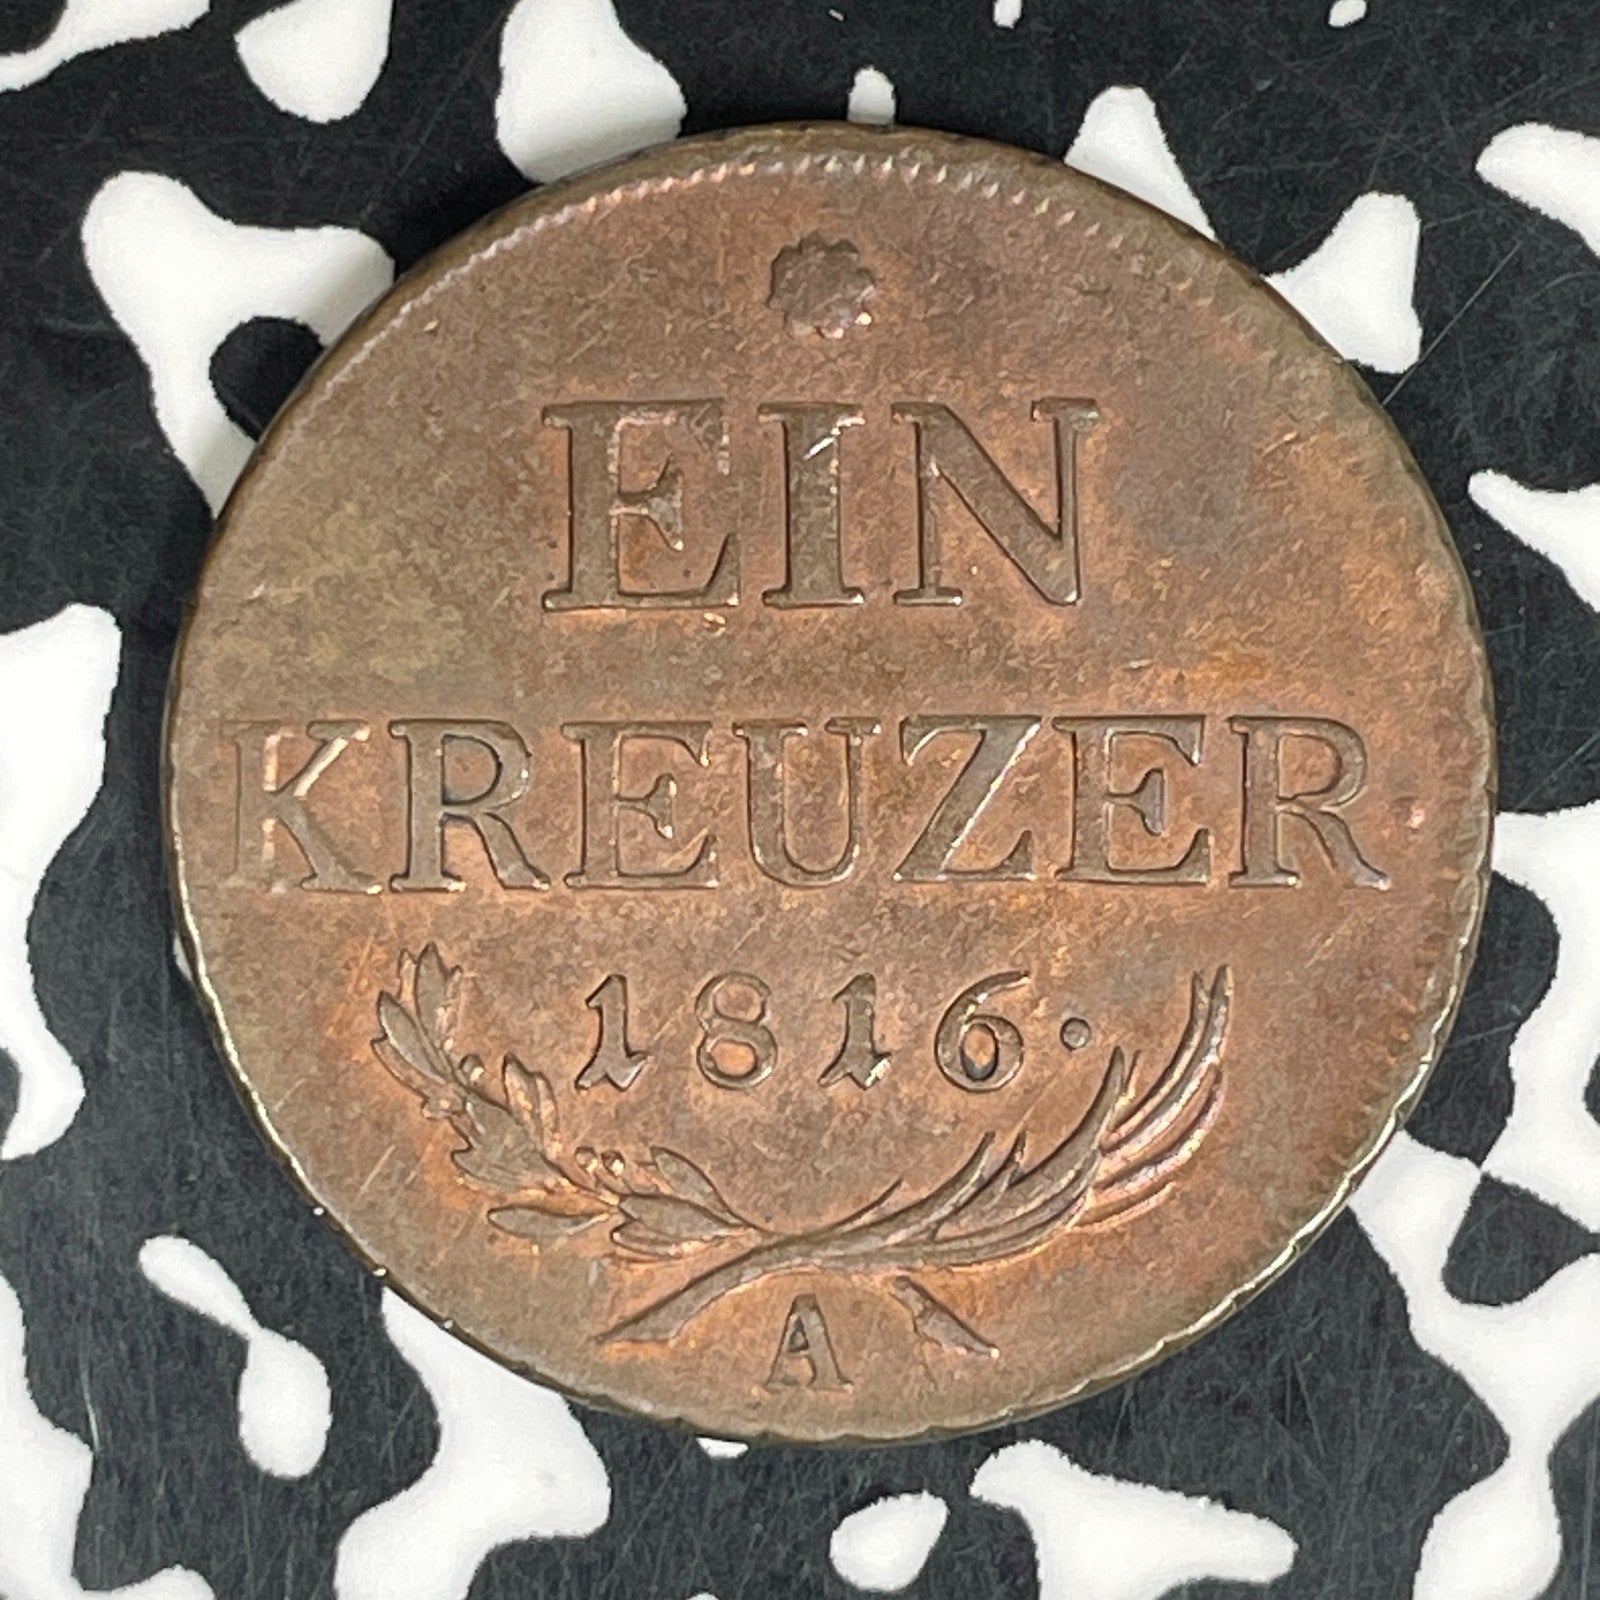 EIN
KREUZER
1816.
A